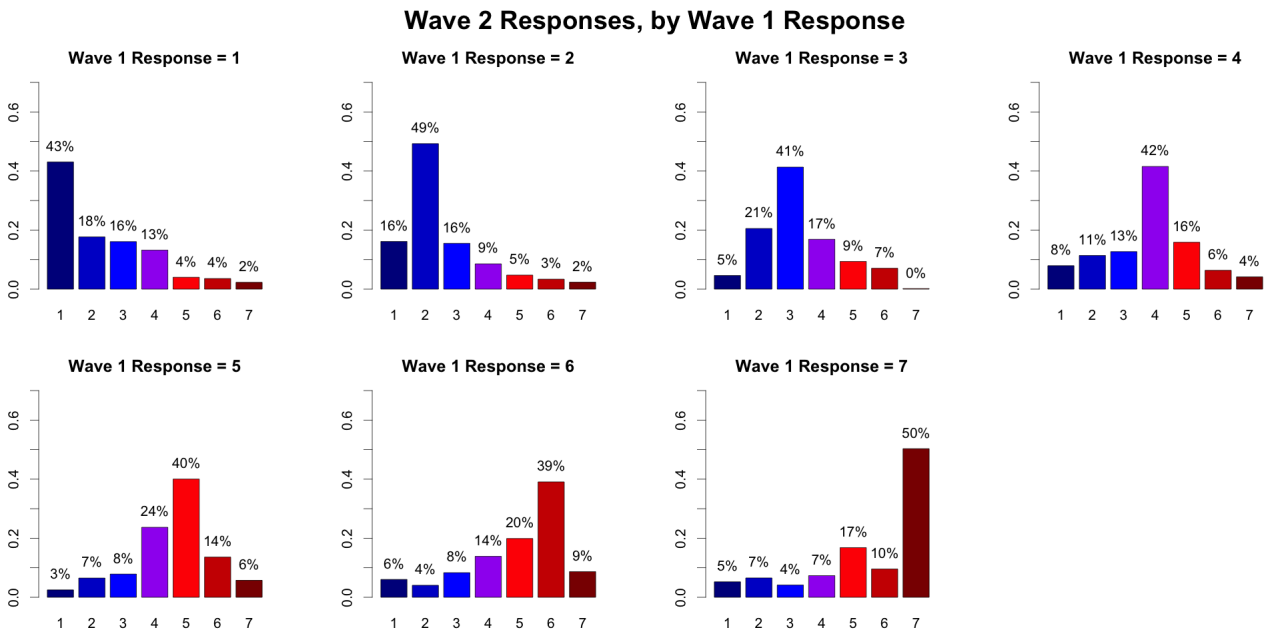 Wave 2 Responses, by Wave 1 Response
Wave 1 Response = 1
0.0 0.2 0.4 0.6
43% 18% 16% 13% 4% 4% 2%
1 2 3 4 5 6 7
Wave 1 Response = 2
0.0 0.2 0.4 0.6
16% 49% 16% 9% 5% 3% 2%
1 2 3 4 5 6 7
Wave 1 Response = 3
0.0 0.2 0.4 0.6
5% 21% 41% 17% 9% 7% 0%
1 2 3 4 5 6 7
Wave 1 Response = 4
0.0 0.2 0.4 0.6
8% 11% 13% 42% 16% 6% 4%
1 2 3 4 5 6 7
Wave 1 Response = 5
0.0 0.2 0.4 0.6
3% 7% 8% 24% 40% 14% 6%
1 2 3 4 5 6 7
Wave 1 Response = 6
0.0 0.2 0.4 0.6
6% 4% 8% 14% 20% 39% 9%
1 2 3 4 5 6 7
Wave 1 Response = 7
0.0 0.2 0.4 0.6
5% 7% 4% 7% 17% 10% 50%
1 2 3 4 5 6 7